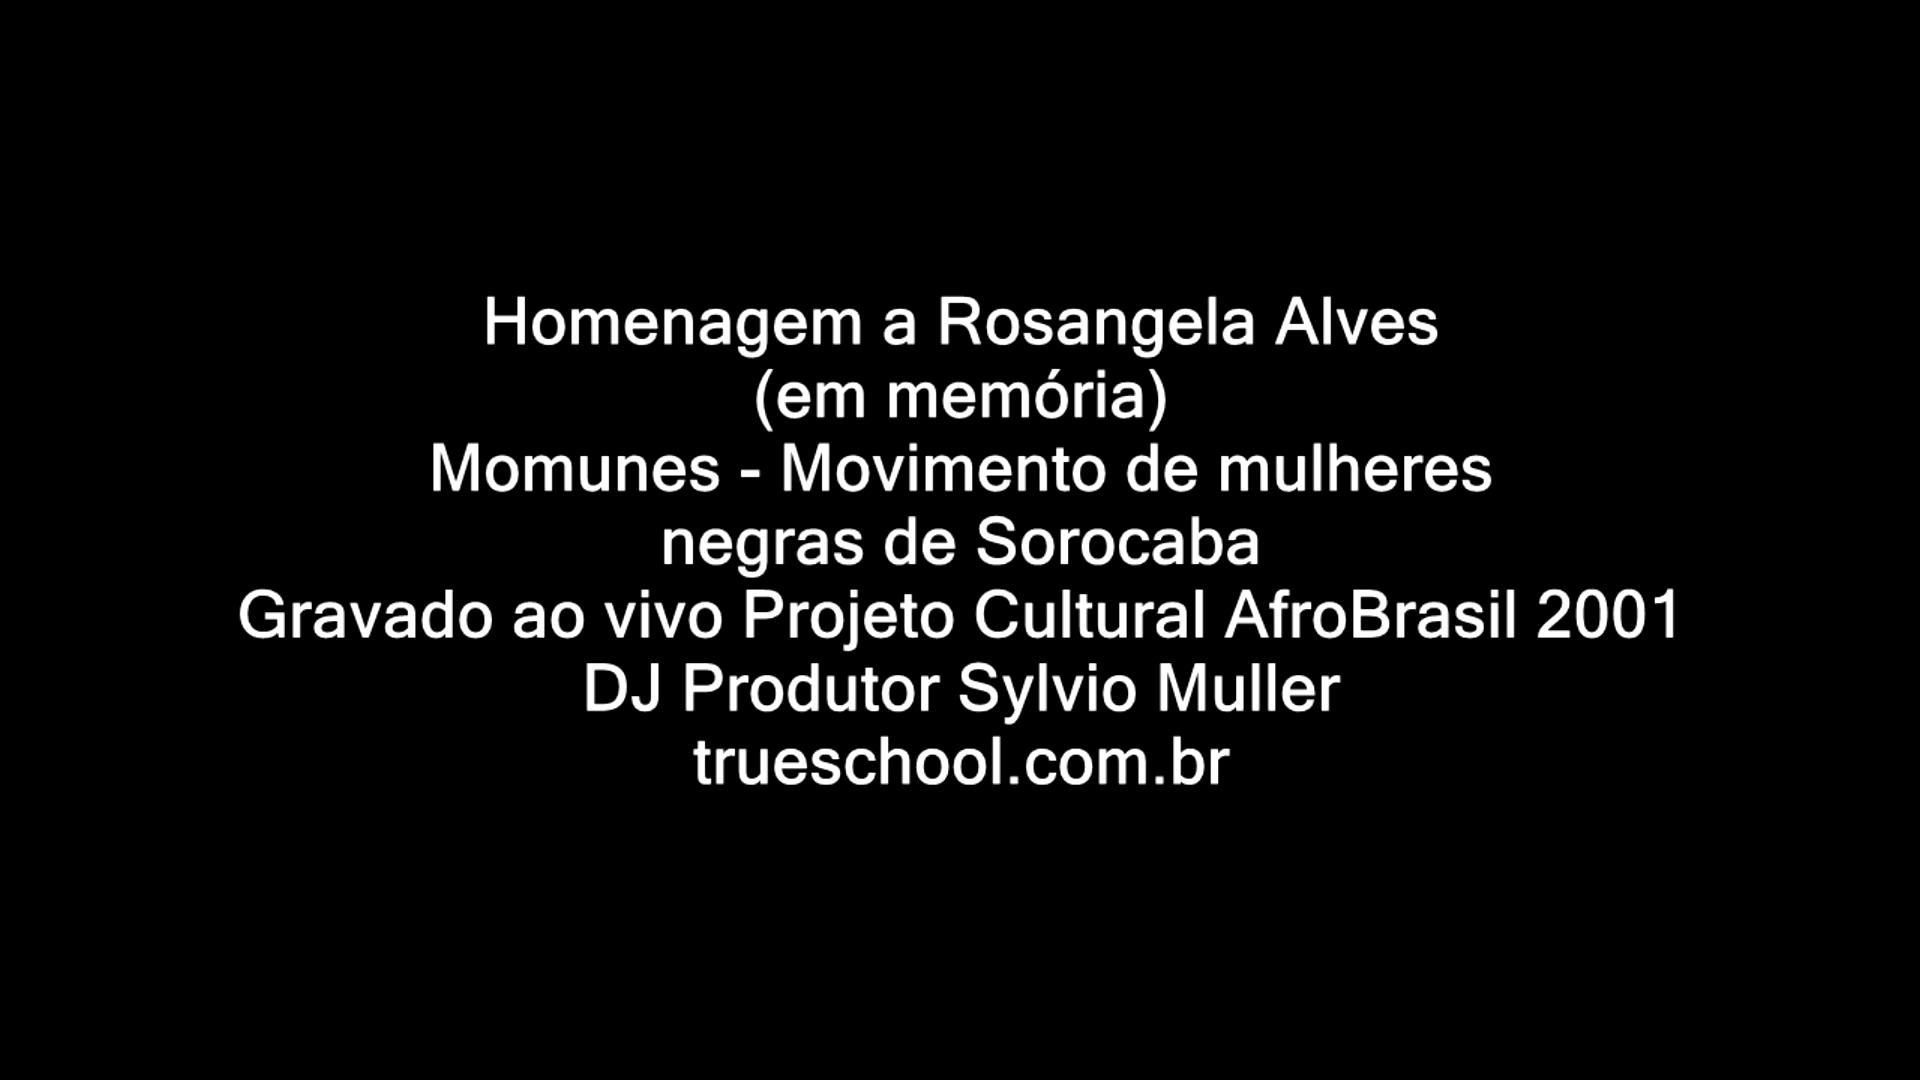 Homenagem a Rosangela Alves
(em memória)
Momunes - Movimento de mulheres
negras de Sorocaba
Gravado ao vivo Projeto Cultural AfroBrasil 2001
DJ Produtor Sylvio Muller
trueschool.com.br